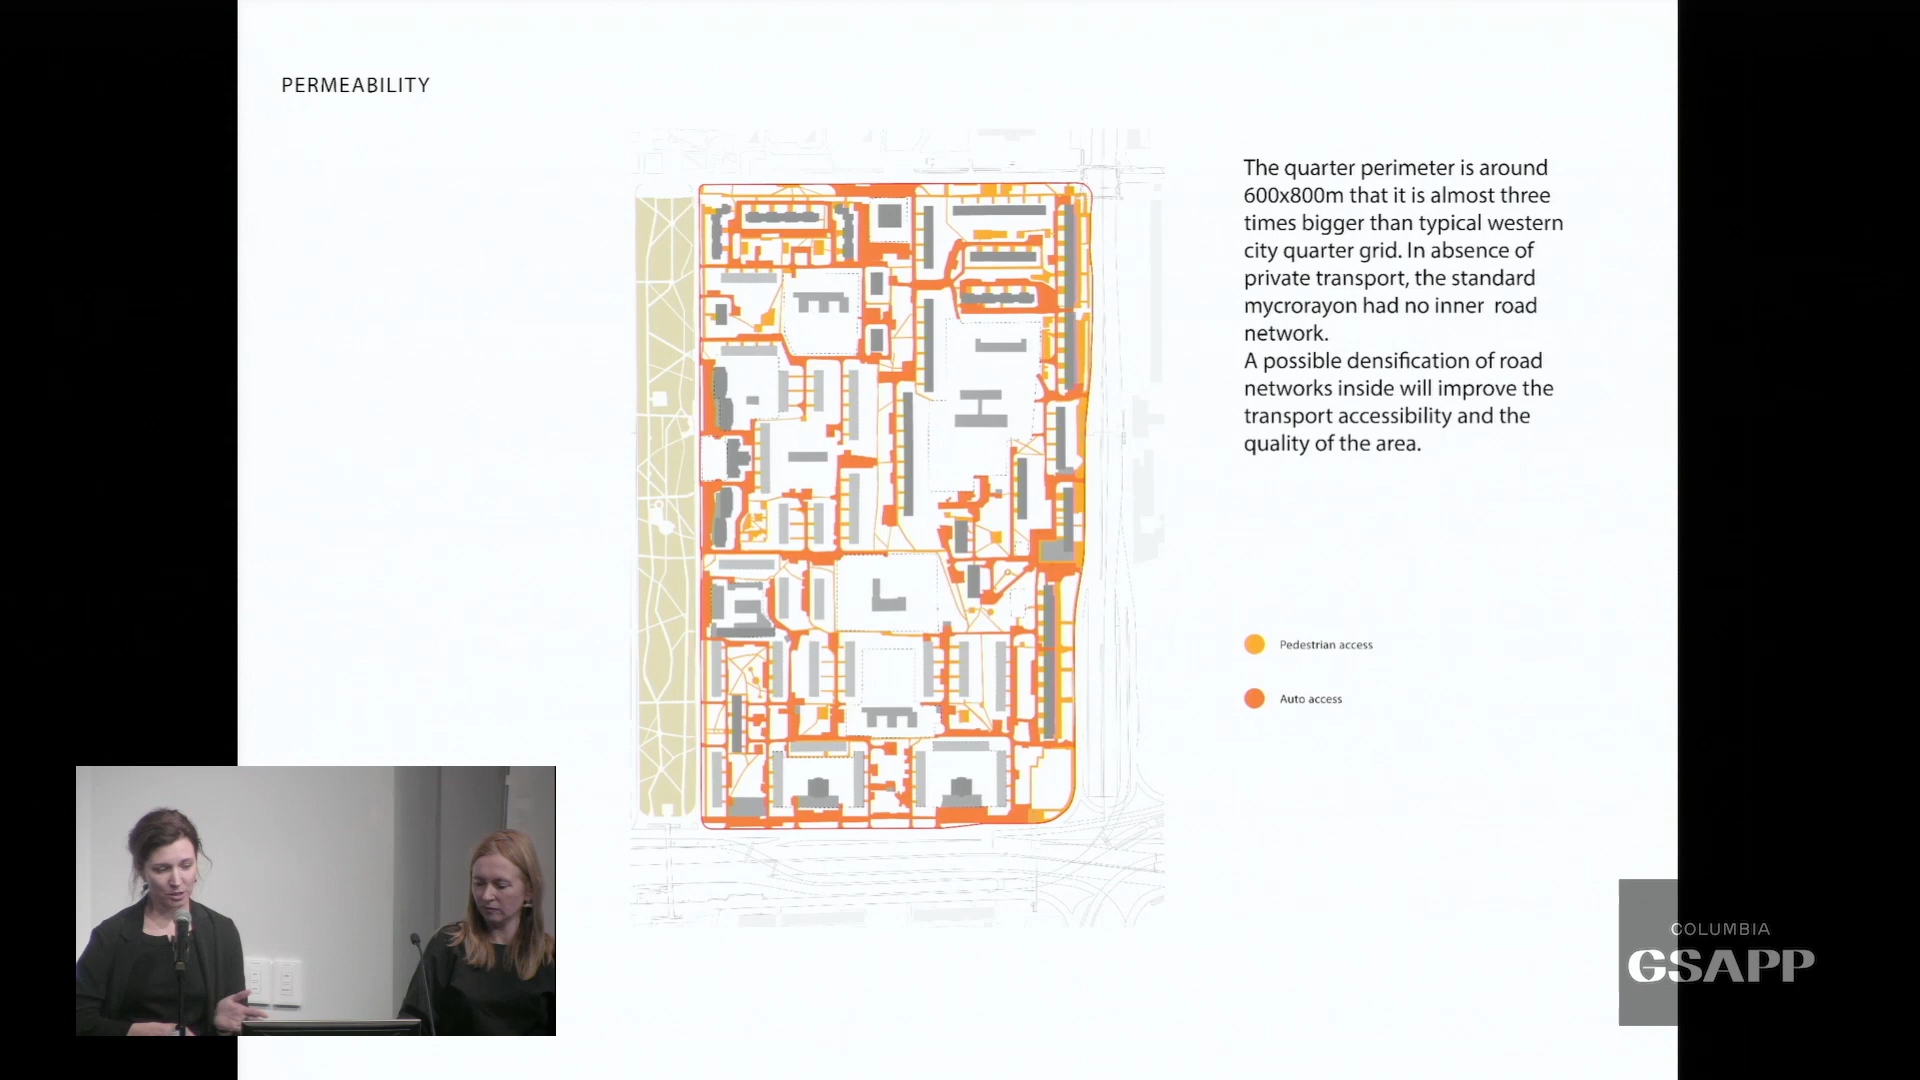 PERMEABILITY
The quarter perimeter is around
600x800m that it is almost three
times bigger than typical western
city quarter grid. In absence of
private transport, the standard
mycrorayon had no inner road
network.
A possible densification of road
networks inside will improve the
transport accessibility and the
quality of the area.
Pedestrian access
Auto access
COLUMBIA
GSAPP